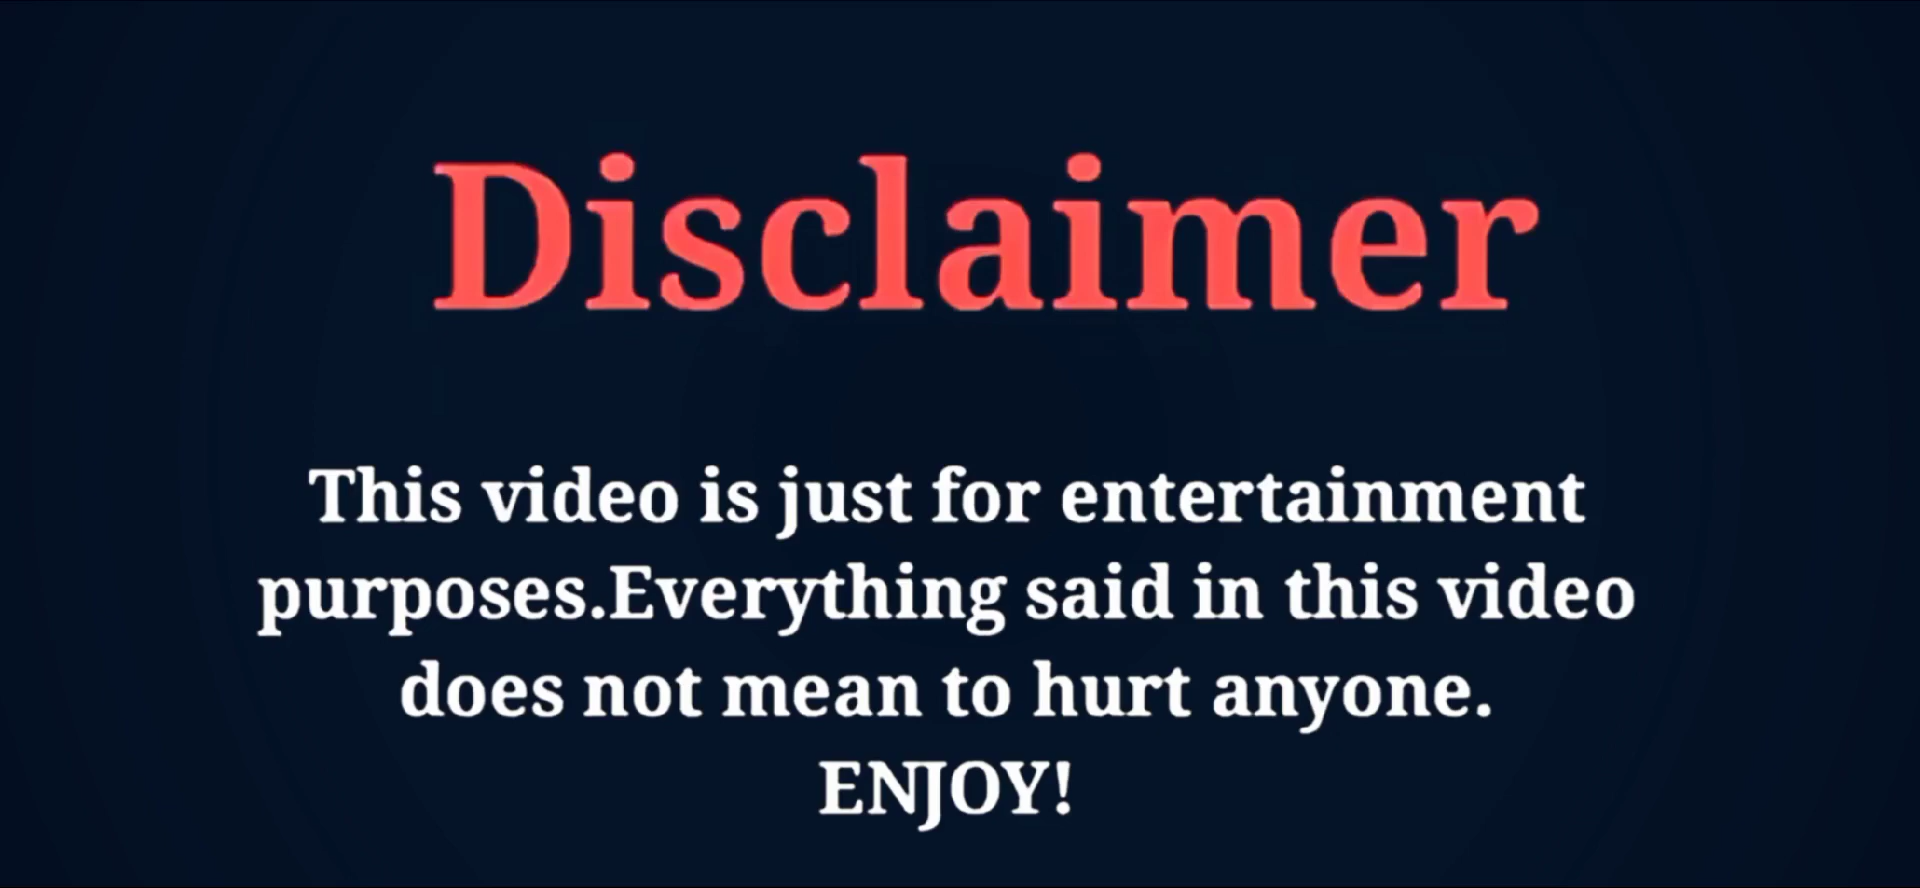 Disclaimer
This video is just for entertainment
purposes.Everything said in this video
does not mean to hurt anyone.
ENJOY!